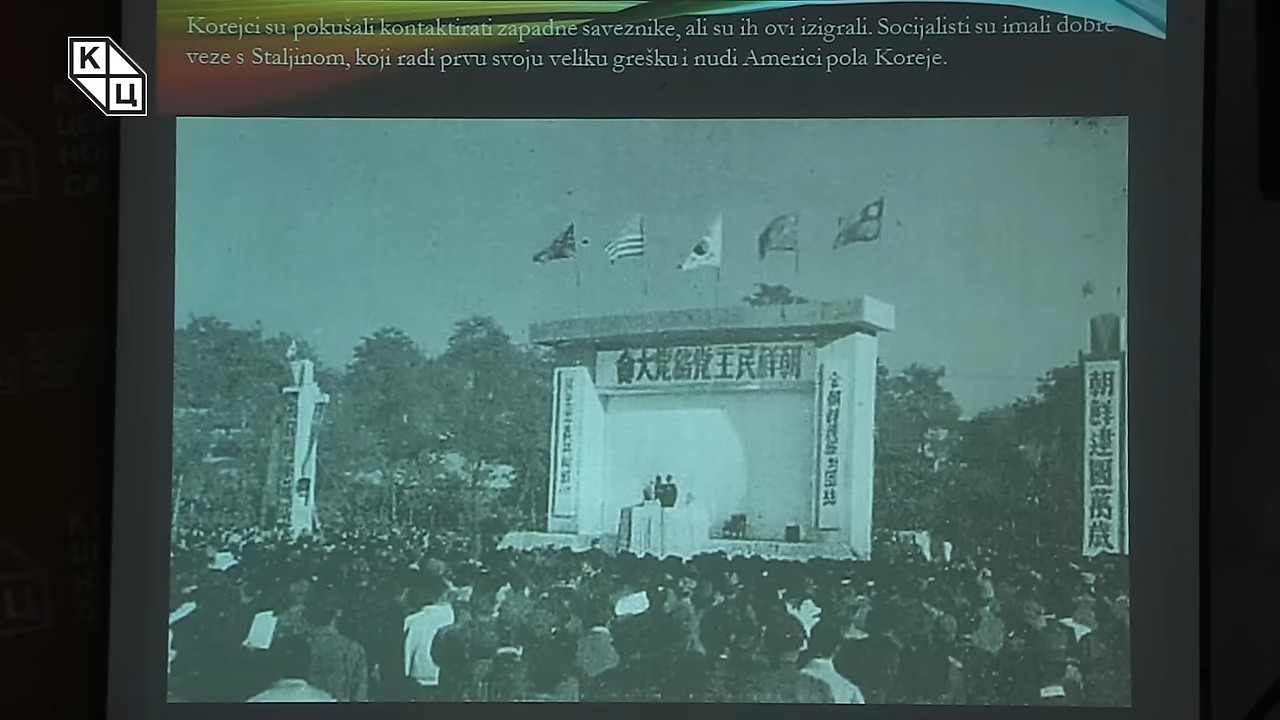 Korejci su pokušali kontaktirati zapadne saveznike, ali su ih ovi izigrali. Socijalisti su imali dobre
veze s Staljinom, koji radi prvu svoju veliku grešku i nudi Americi pola Koreje.
К
Ц
朝鮮民主黨結黨大會
朝鮮建國萬歲